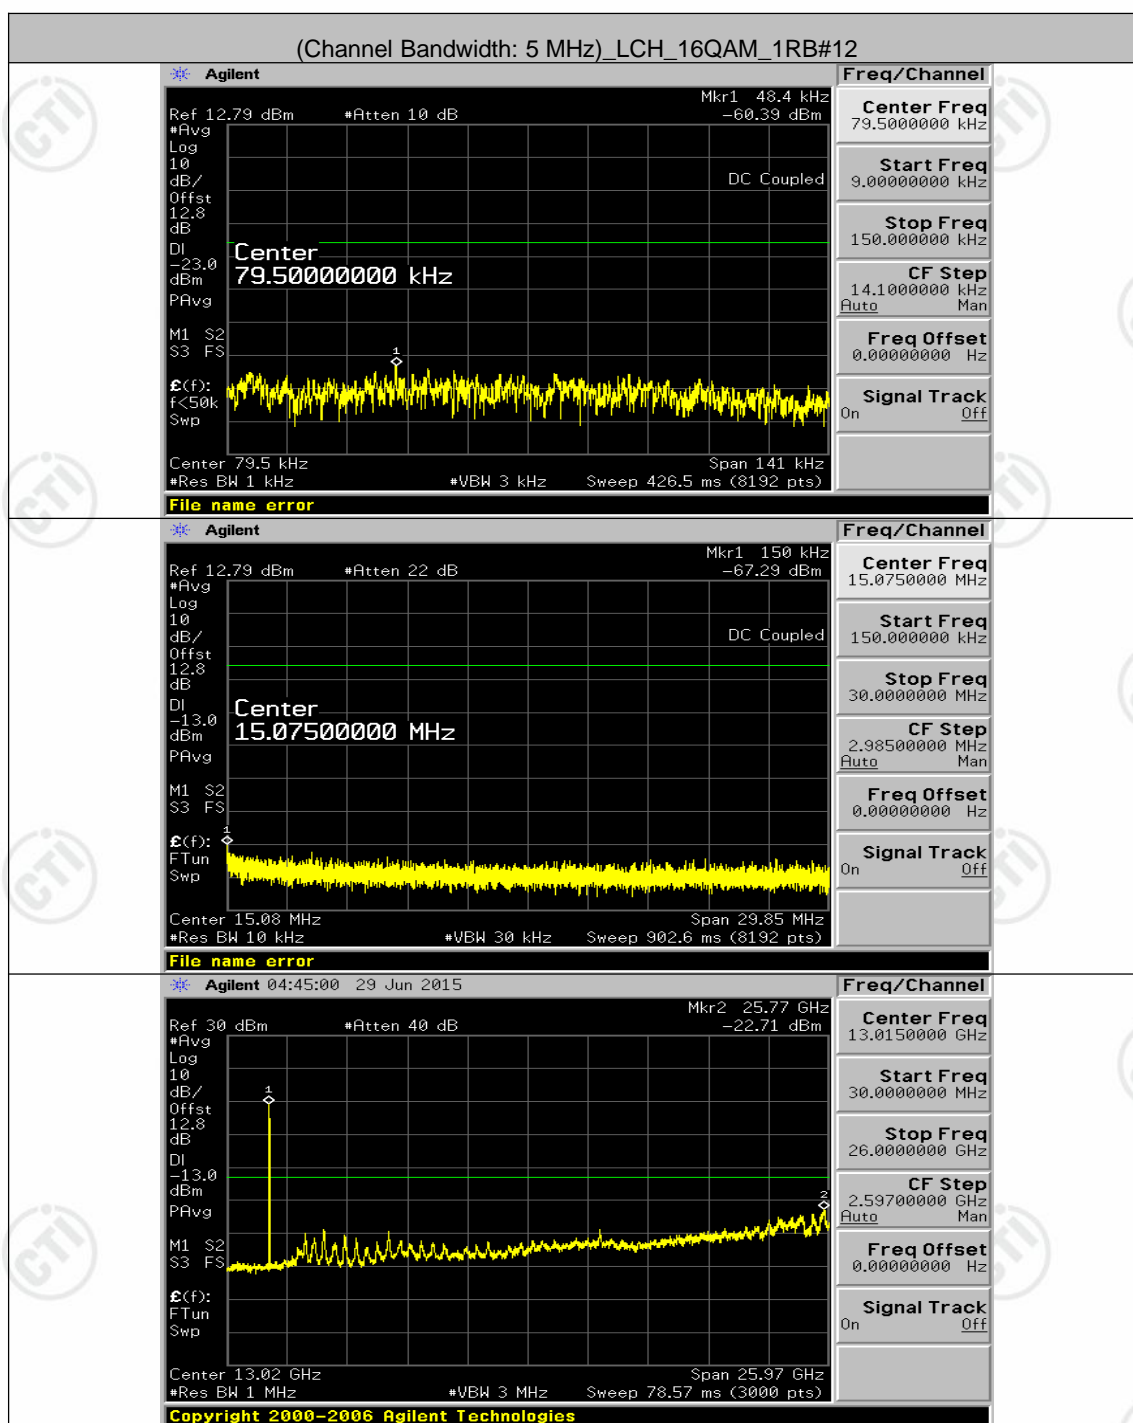 (Channel Bandwidth: 5 MHz)_LCH_16QAM_1RB#12
Agilent
Freq/Channel
Mkr1 48.4 kHz
Ref 12.79 dBm #Atten 10 dB -60.39 dBm
#Avg
Log
10
dB/
Offst
12.8
dB
DI
-23.0
dBm
PAvg
M1 S2
S3 FS
£(f):
f<50k
Swp
DC Coupled
Center
79.50000000 kHz
1
Center 79.5 kHz Span 141 kHz
#Res BW 1 kHz #VBW 3 kHz Sweep 426.5 ms (8192 pts)
File name error
Center Freq
79.5000000 kHz
Start Freq
9.00000000 kHz
Stop Freq
150.000000 kHz
CF Step
14.1000000 kHz
Auto Man
Freq Offset
0.00000000 Hz
Signal Track
On Off
Agilent
Freq/Channel
Mkr1 150 kHz
Ref 12.79 dBm #Atten 22 dB -67.29 dBm
#Avg
Log
10
dB/
Offst
12.8
dB
DI
-13.0
dBm
PAvg
M1 S2
S3 FS
£(f):
FTun
Swp
DC Coupled
Center
15.07500000 MHz
1
Center 15.08 MHz Span 29.85 MHz
#Res BW 10 kHz #VBW 30 kHz Sweep 902.6 ms (8192 pts)
File name error
Center Freq
15.0750000 MHz
Start Freq
150.000000 kHz
Stop Freq
30.0000000 MHz
CF Step
2.98500000 MHz
Auto Man
Freq Offset
0.00000000 Hz
Signal Track
On Off
Agilent 04:45:00 29 Jun 2015
Freq/Channel
Mkr2 25.77 GHz
Ref 30 dBm #Atten 40 dB -22.71 dBm
#Avg
Log
10
dB/
Offst
12.8
dB
DI
-13.0
dBm
PAvg
M1 S2
S3 FS
£(f):
FTun
Swp
1
2
Center 13.02 GHz Span 25.97 GHz
#Res BW 1 MHz #VBW 3 MHz Sweep 78.57 ms (3000 pts)
Copyright 2000-2006 Agilent Technologies
Center Freq
13.0150000 GHz
Start Freq
30.0000000 MHz
Stop Freq
26.0000000 GHz
CF Step
2.59700000 GHz
Auto Man
Freq Offset
0.00000000 Hz
Signal Track
On Off
CTI
CTI
CTI
CTI
CTI
CTI
CTI
CTI